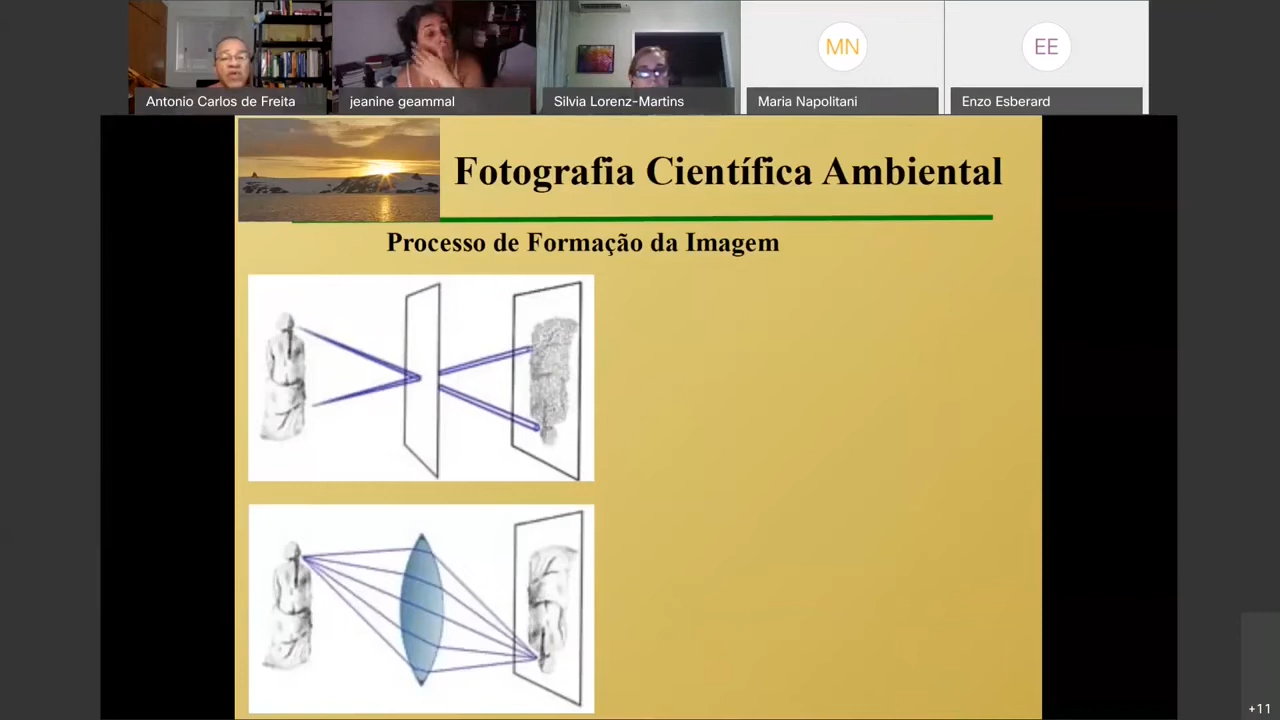 MN
EE
Antonio Carlos de Freita
jeanine geammal
Silvia Lorenz-Martins
Maria Napolitani
Enzo Esberard
Fotografia Científica Ambiental
Processo de Formação da Imagem
+11